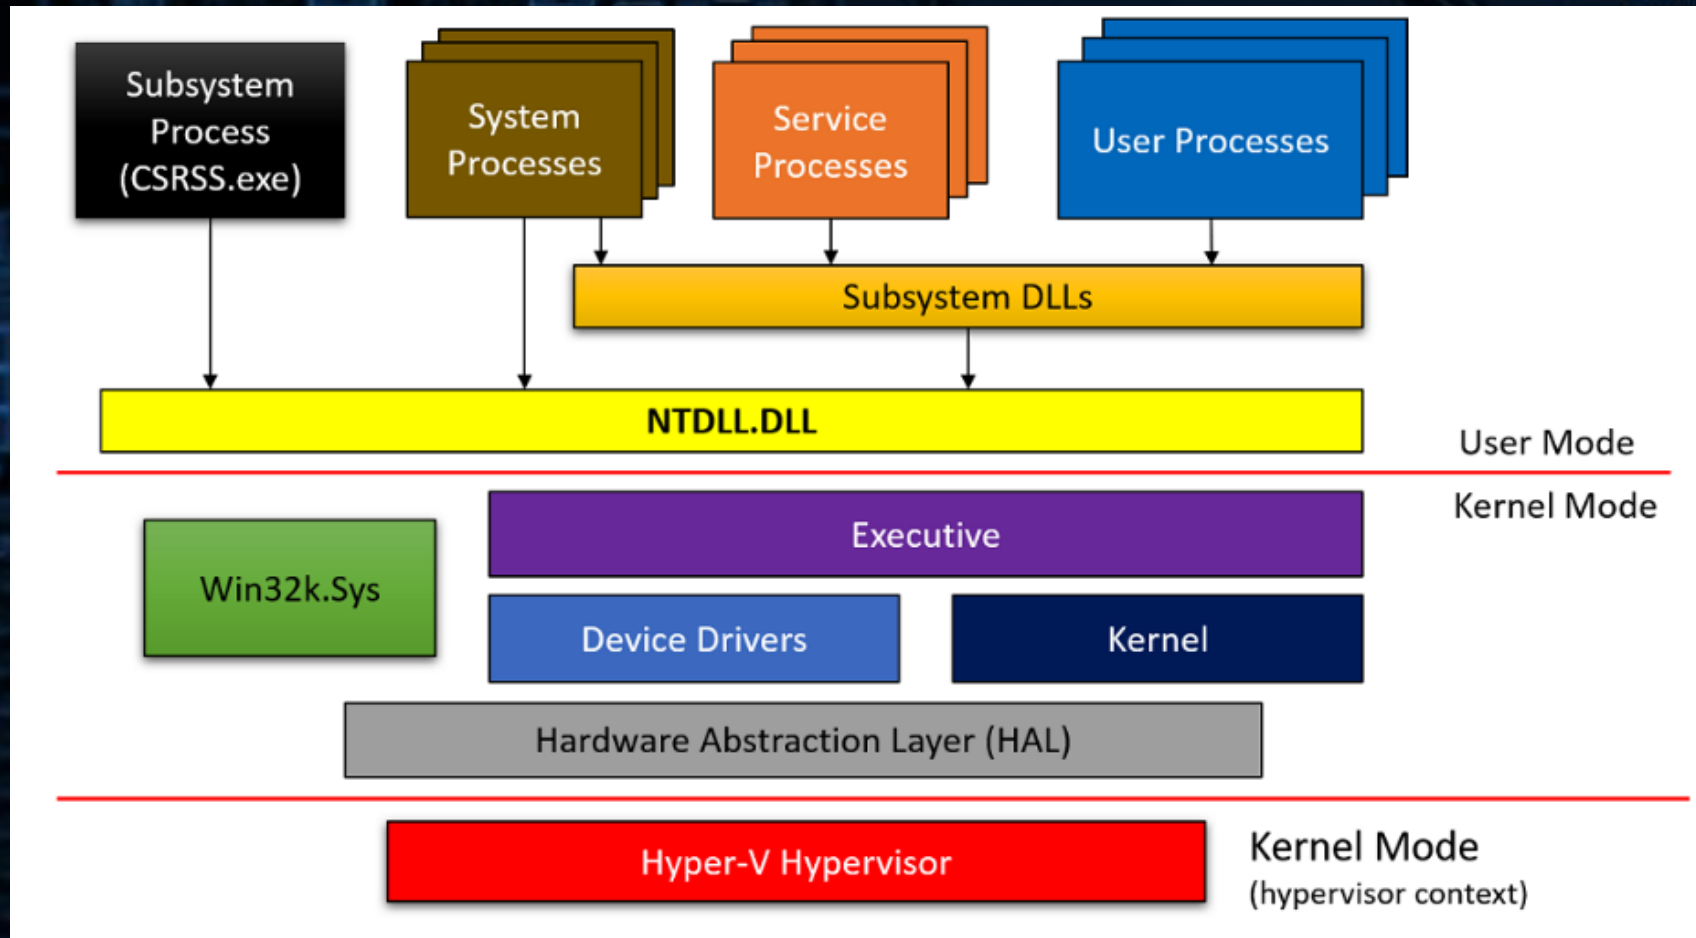 Subsystem
Process
(CSRSS.exe)
System
Processes
Service
Processes
User Processes
Subsystem DLLs
NTDLL.DLL
User Mode
Kernel Mode
Executive
Win32k.Sys
Device Drivers
Kernel
Hardware Abstraction Layer (HAL)
Hyper-V Hypervisor
Kernel Mode
(hypervisor context)